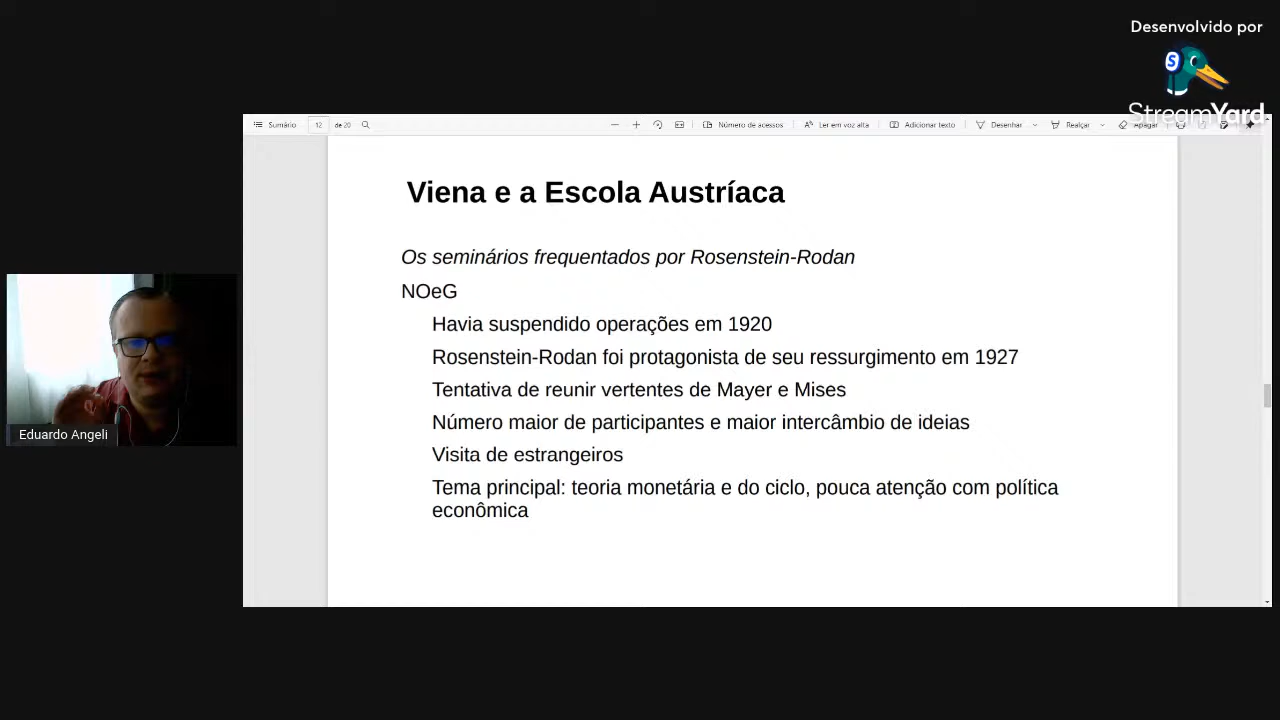 Desenvolvido por
StreamYard
Sumário 12 de 20 Número de acessos Ler em voz alta Adicionar texto Desenhar Realçar Apagar
Viena e a Escola Austríaca
Os seminários frequentados por Rosenstein-Rodan
NOeG
Havia suspendido operações em 1920
Rosenstein-Rodan foi protagonista de seu ressurgimento em 1927
Tentativa de reunir vertentes de Mayer e Mises
Número maior de participantes e maior intercâmbio de ideias
Visita de estrangeiros
Tema principal: teoria monetária e do ciclo, pouca atenção com política
econômica
Eduardo Angeli